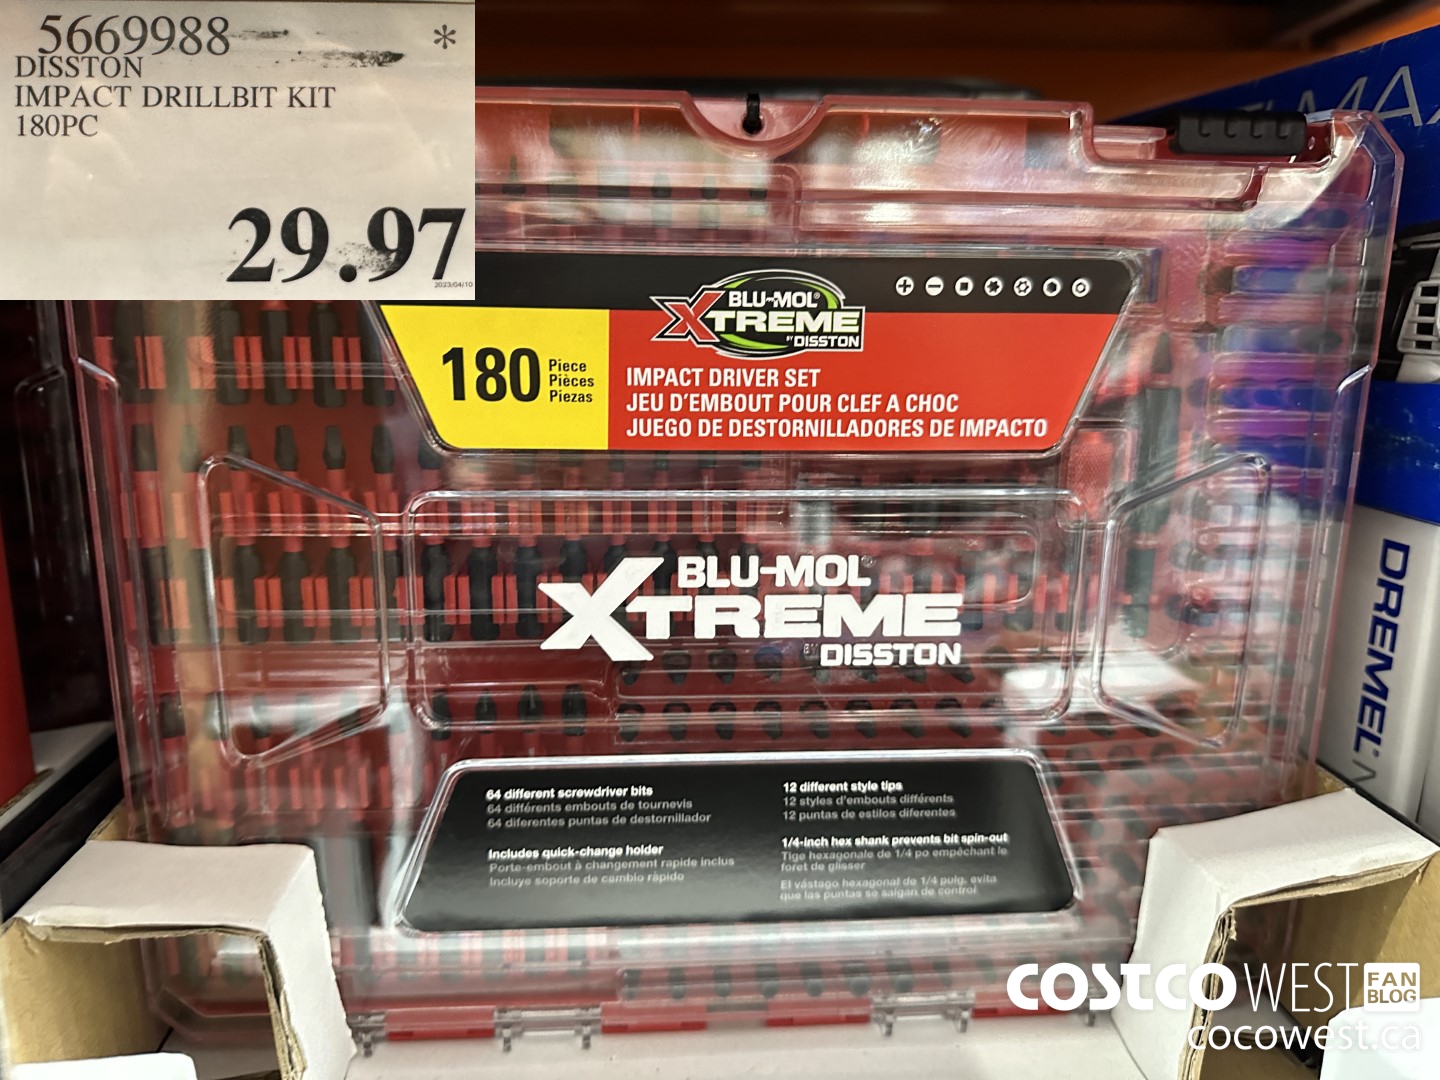 5669988 *
DISSTON
IMPACT DRILLBIT KIT
180PC
29.97
2023/04/10
BLU-MOL®
XTREME
BY DISSTON
180 Piece
Pièces
Piezas
IMPACT DRIVER SET
JEU D'EMBOUT POUR CLEF A CHOC
JUEGO DE DESTORNILLADORES DE IMPACTO
BLU-MOL
XTREME
BY DISSTON
64 different screwdriver bits
64 différents embouts de tournevis
64 diferentes puntas de destornillador
Includes quick-change holder
Porte-embout à changement rapide inclus
Incluye soporte de cambio ràpido
12 different style tips
12 styles d'embouts différents
12 puntas de estilos diferentes
1/4-inch hex shank prevents bit spin-out
Tige hexagonale de 1/4 po empêchant le
foret de glisser
El vástago hexagonal de 1/4 pulg. evita
que las puntas se salgan de control
DREMEL
COSTCO WEST FAN
BLOG
cocowest.ca